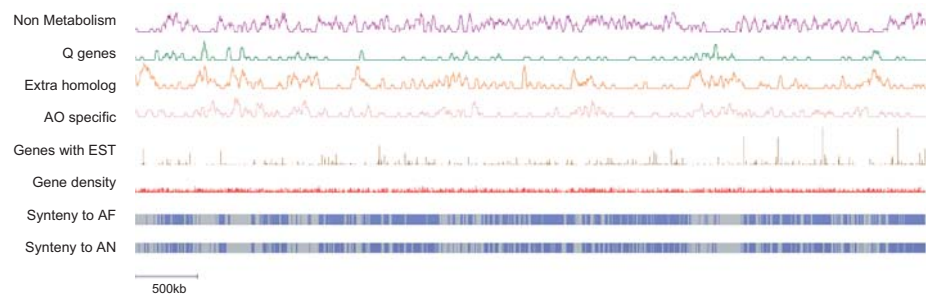 Non Metabolism
Q genes
Extra homolog
AO specific
Genes with EST
Gene density
Synteny to AF
Synteny to AN
500kb